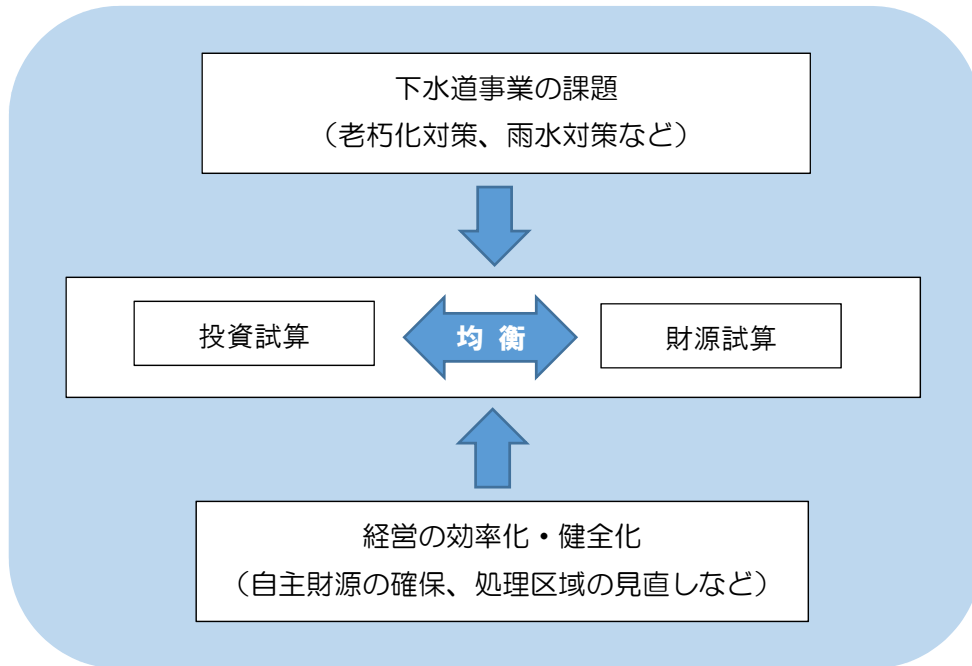 下水道事業の課題
（老朽化対策、雨水対策など）
投資試算
均衡
財源試算
経営の効率化・健全化
（自主財源の確保、処理区域の見直しなど）